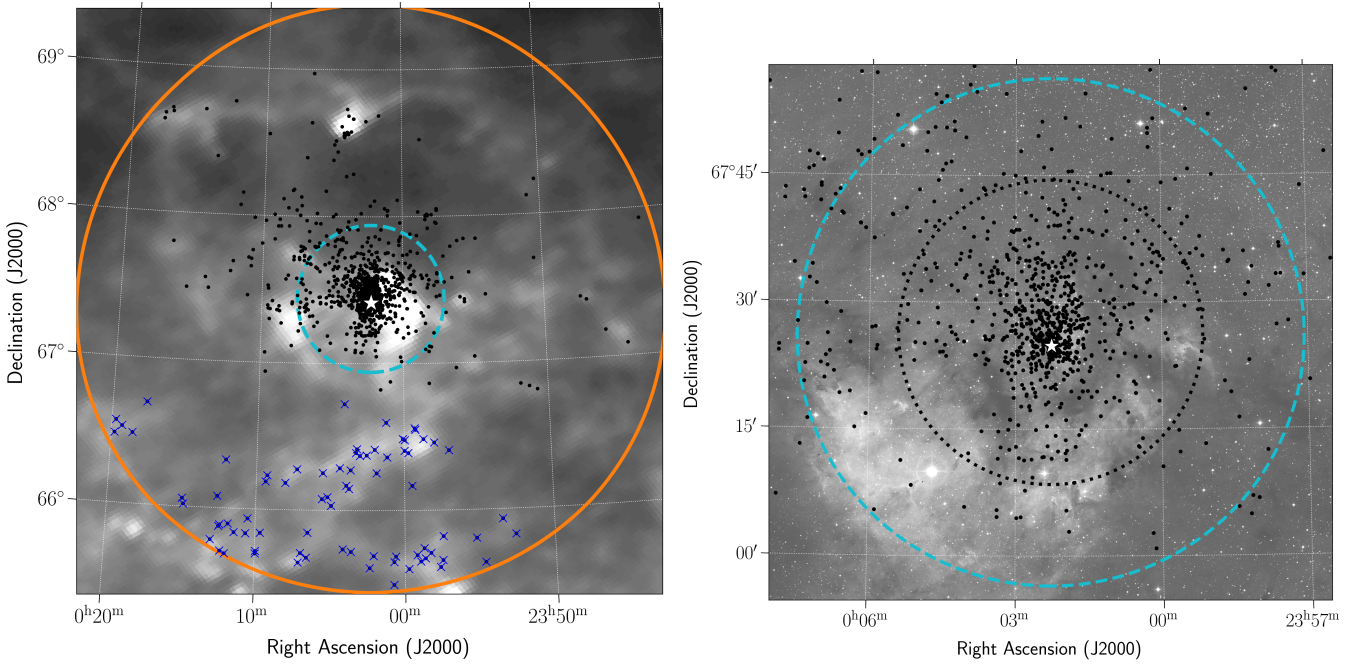 69°
68°
67°
66°
Declination (J2000)
0ʰ20ᵐ 10ᵐ 00ᵐ 23ʰ50ᵐ
Right Ascension (J2000)
67°45′
30′
15′
00′
Declination (J2000)
0ʰ06ᵐ 03ᵐ 00ᵐ 23ʰ57ᵐ
Right Ascension (J2000)